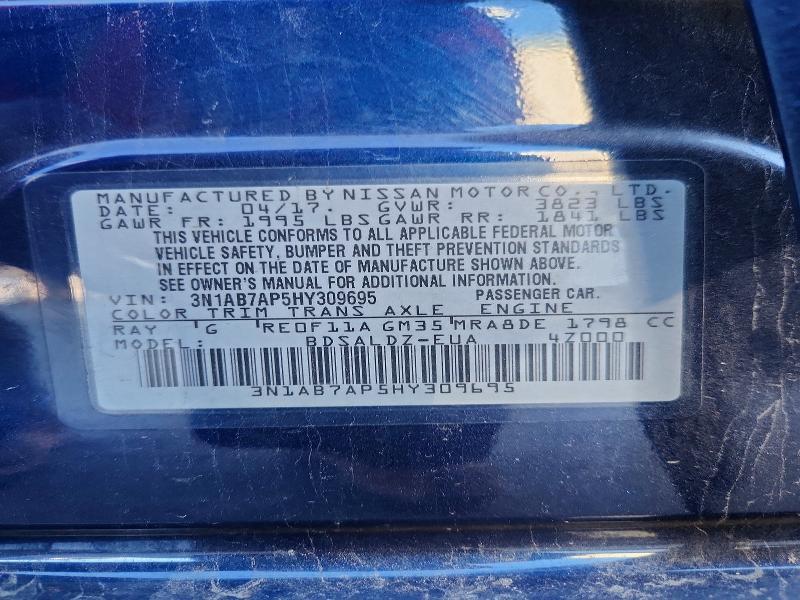 MANUFACTURED BY NISSAN MOTOR CO., LTD.
DATE: 04/17. GVWR: 3823 LBS
GAWR FR: 1995 LBS GAWR RR: 1841 LBS
THIS VEHICLE CONFORMS TO ALL APPLICABLE FEDERAL MOTOR
VEHICLE SAFETY, BUMPER AND THEFT PREVENTION STANDARDS
IN EFFECT ON THE DATE OF MANUFACTURE SHOWN ABOVE.
SEE OWNER'S MANUAL FOR ADDITIONAL INFORMATION.
VIN: 3N1AB7AP5HY309695 PASSENGER CAR.
COLOR TRIM TRANS AXLE ENGINE
RAY G RE0F11A GM35 MRA8DE 1798 CC
MODEL: BDSALDZ-EUA 4Z000
3N1AB7AP5HY309695